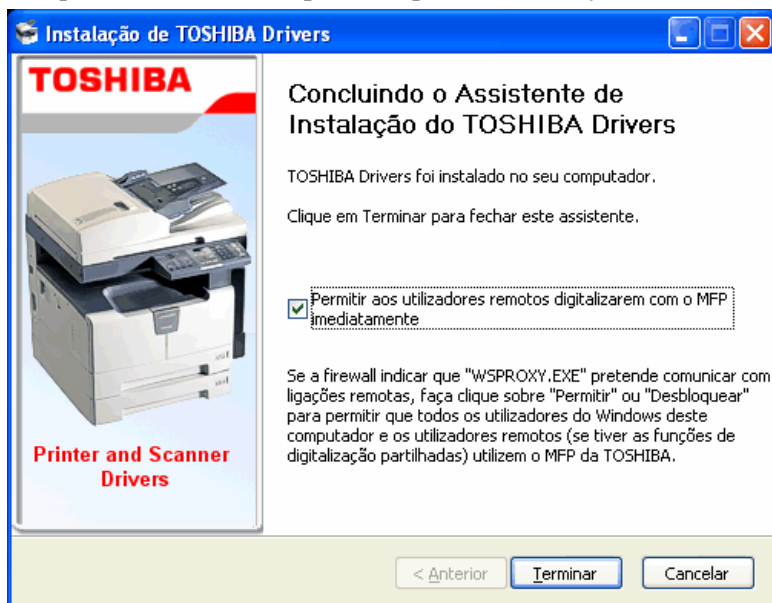 Instalação de TOSHIBA Drivers
TOSHIBA
Printer and Scanner
Drivers
Concluindo o Assistente de
Instalação do TOSHIBA Drivers
TOSHIBA Drivers foi instalado no seu computador.
Clique em Terminar para fechar este assistente.
Permitir aos utilizadores remotos digitalizarem com o MFP
imediatamente
Se a firewall indicar que "WSPROXY.EXE" pretende comunicar com
ligações remotas, faça clique sobre "Permitir" ou "Desbloquear"
para permitir que todos os utilizadores do Windows deste
computador e os utilizadores remotos (se tiver as funções de
digitalização partilhadas) utilizem o MFP da TOSHIBA.
< Anterior
Terminar
Cancelar